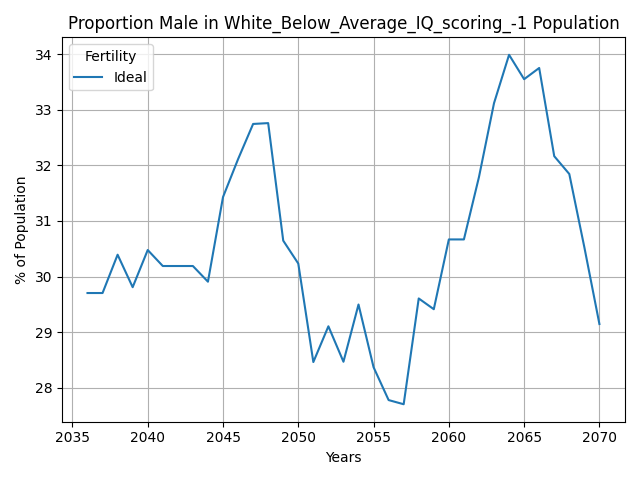 Proportion Male in White_Below_Average_IQ_scoring_-1 Population
Fertility
Ideal
% of Population
34
33
32
31
30
29
28
2035 2040 2045 2050 2055 2060 2065 2070
Years